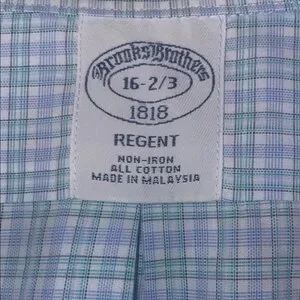 Brooks Brothers
16-2/3
1818
REGENT
NON-IRON
ALL COTTON
MADE IN MALAYSIA